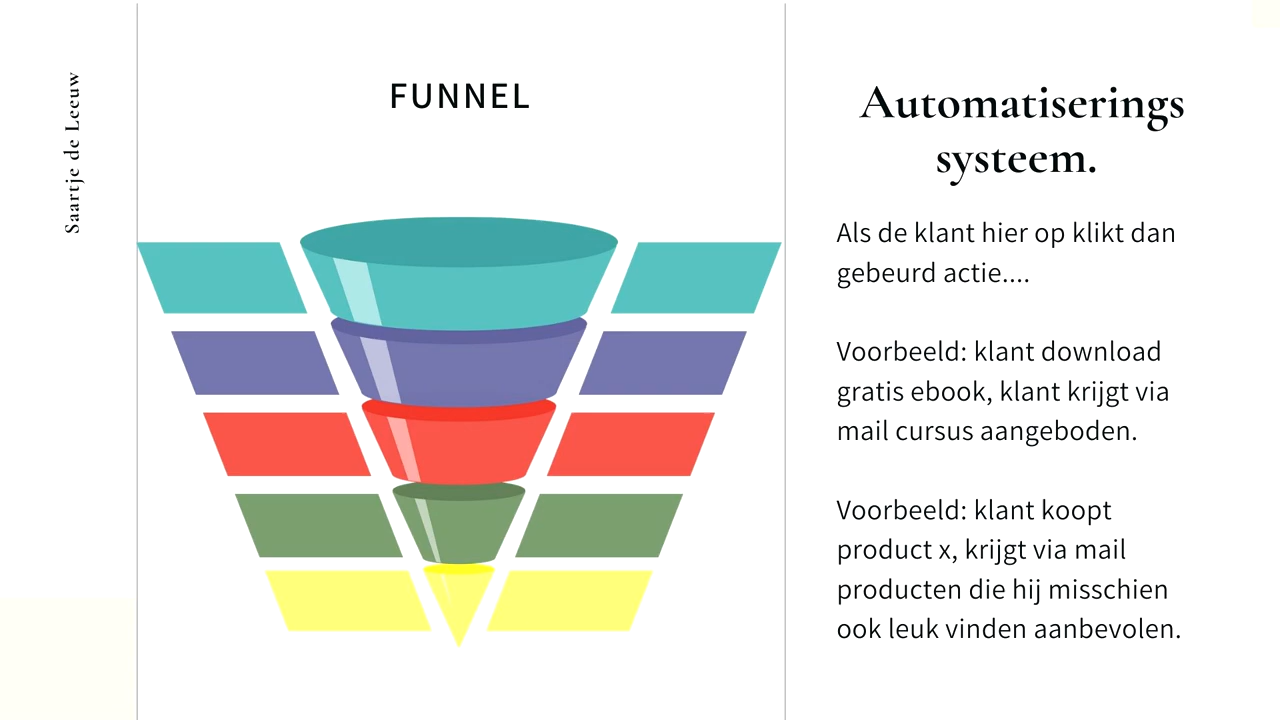 Saartje de Leeuw
FUNNEL
Automatiserings
systeem.
Als de klant hier op klikt dan
gebeurd actie....
Voorbeeld: klant download
gratis ebook, klant krijgt via
mail cursus aangeboden.
Voorbeeld: klant koopt
product x, krijgt via mail
producten die hij misschien
ook leuk vinden aanbevolen.